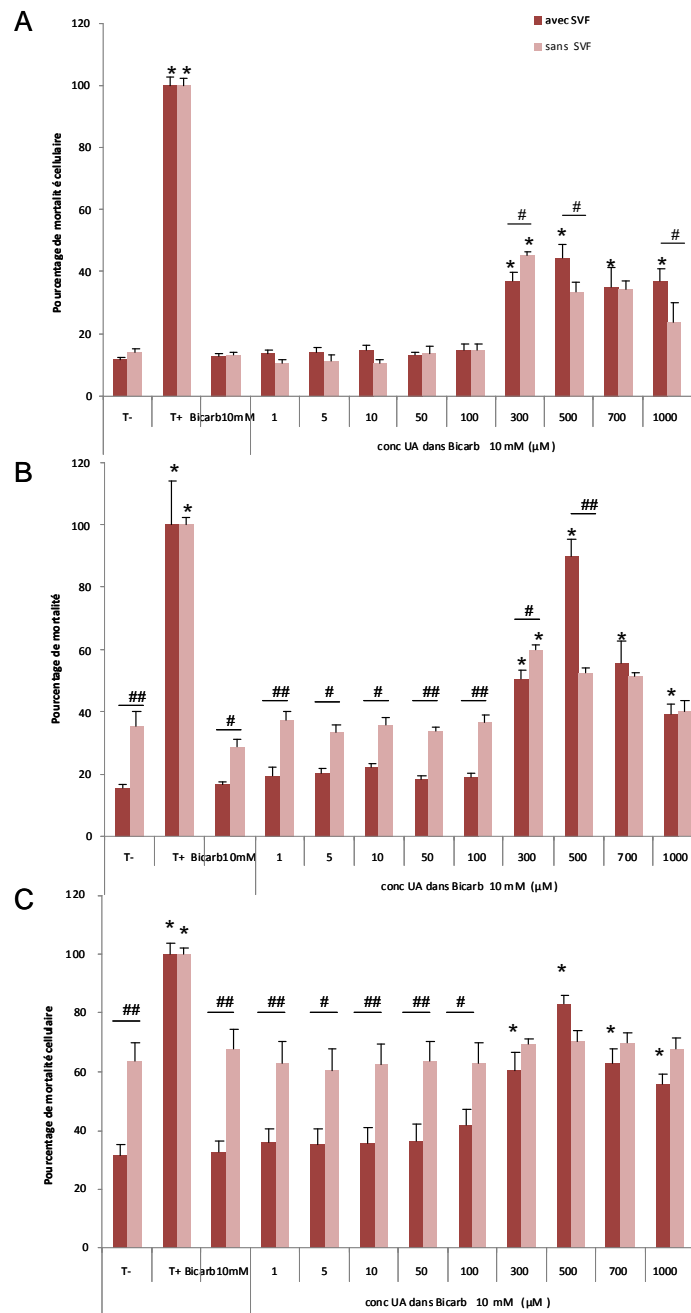 A
avec SVF
sans SVF
Pourcentage de mortalité cellulaire
120
100
80
60
40
20
0
* *
* * * * * *
# # #
T- T+ Bicarb10mM 1 5 10 50 100 300 500 700 1000
conc UA dans Bicarb 10 mM (µM)
B
Pourcentage de mortalité
120
100
80
60
40
20
0
* *
## # ## # # ## ## # ##
* * * * *
T- T+ Bicarb10mM 1 5 10 50 100 300 500 700 1000
conc UA dans Bicarb 10 mM (µM)
C
Pourcentage de mortalité cellulaire
120
100
80
60
40
20
0
* *
## ## ## # ## ## #
* * * *
T- T+ Bicarb10mM 1 5 10 50 100 300 500 700 1000
conc UA dans Bicarb 10 mM (µM)